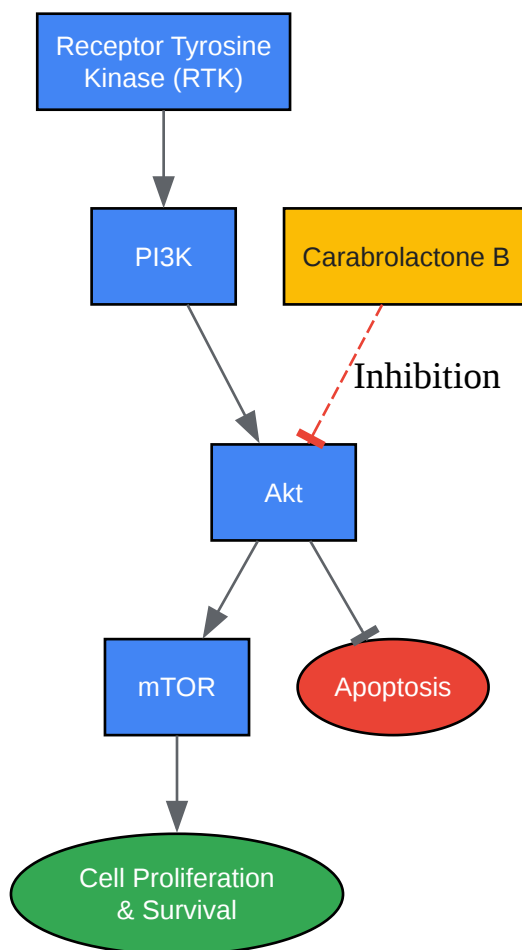 Receptor Tyrosine
Kinase (RTK)
PI3K
Carabrolactone B
Inhibition
Akt
mTOR
Apoptosis
Cell Proliferation
& Survival